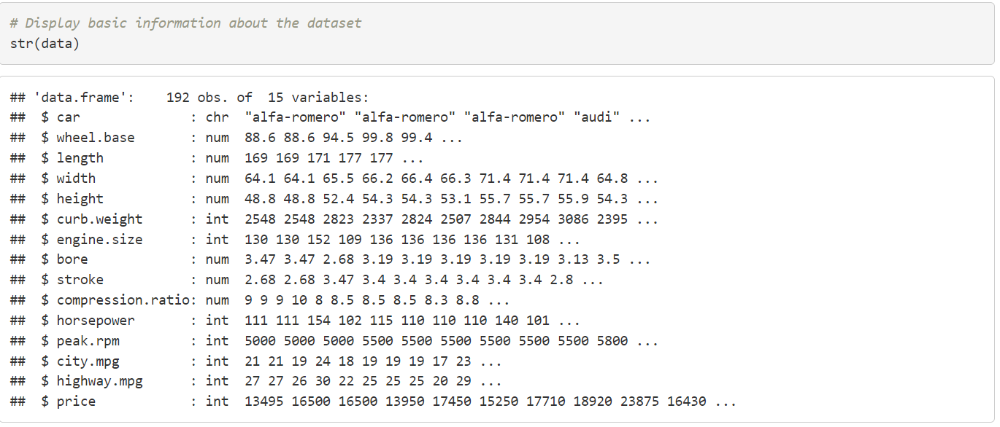 # Display basic information about the dataset
str(data)
## 'data.frame':    192 obs. of  15 variables:
##  $ car              : chr  "alfa-romero" "alfa-romero" "alfa-romero" "audi" ...
##  $ wheel.base       : num  88.6 88.6 94.5 99.8 99.4 ...
##  $ length           : num  169 169 171 177 177 ...
##  $ width            : num  64.1 64.1 65.5 66.2 66.4 66.3 71.4 71.4 71.4 64.8 ...
##  $ height           : num  48.8 48.8 52.4 54.3 54.3 53.1 55.7 55.7 55.9 54.3 ...
##  $ curb.weight      : int  2548 2548 2823 2337 2824 2507 2844 2954 3086 2395 ...
##  $ engine.size      : int  130 130 152 109 136 136 136 136 131 108 ...
##  $ bore             : num  3.47 3.47 2.68 3.19 3.19 3.19 3.19 3.19 3.13 3.5 ...
##  $ stroke           : num  2.68 2.68 3.47 3.4 3.4 3.4 3.4 3.4 3.4 2.8 ...
##  $ compression.ratio: num  9 9 9 10 8 8.5 8.5 8.5 8.3 8.8 ...
##  $ horsepower       : int  111 111 154 102 115 110 110 110 140 101 ...
##  $ peak.rpm         : int  5000 5000 5000 5500 5500 5500 5500 5500 5500 5800 ...
##  $ city.mpg         : int  21 21 19 24 18 19 19 19 17 23 ...
##  $ highway.mpg      : int  27 27 26 30 22 25 25 25 20 29 ...
##  $ price            : int  13495 16500 16500 13950 17450 15250 17710 18920 23875 16430 ...